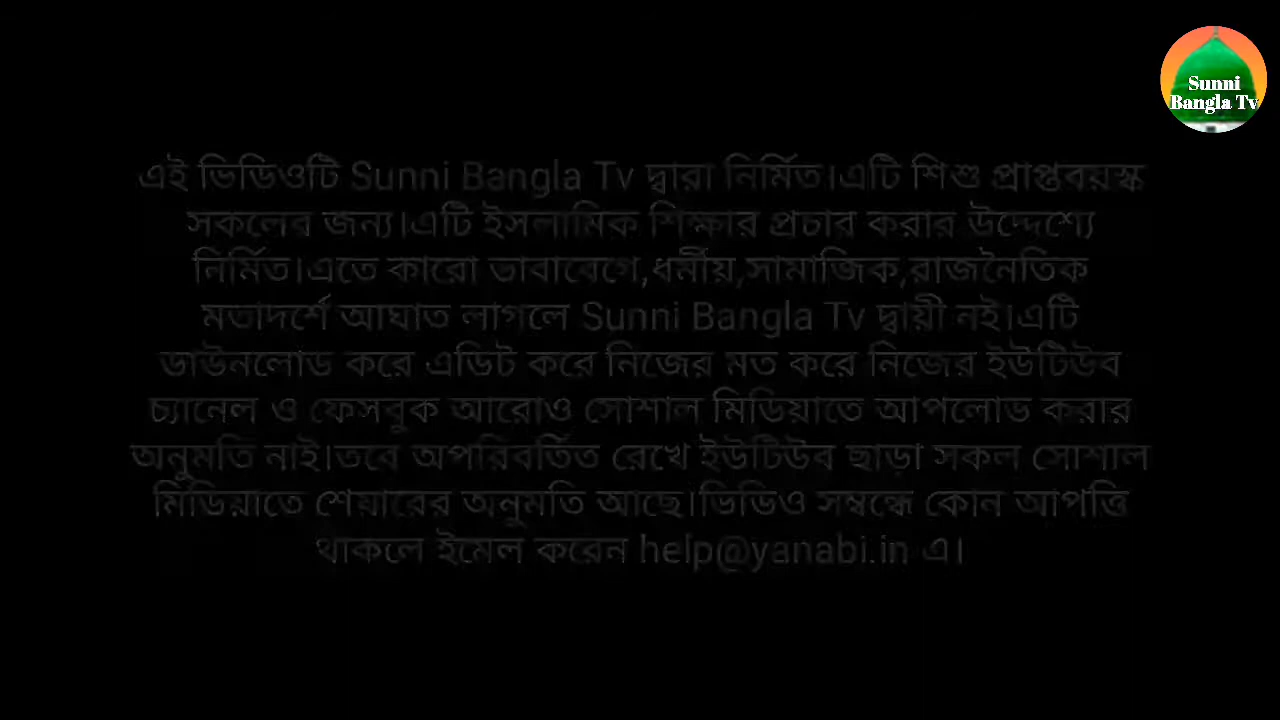 Sunni
Bangla Tv
এই ভিডিওটি Sunni Bangla Tv দ্বারা নির্মিত।এটি শিশু প্রাপ্তবয়স্ক
সকলের জন্য।এটি ইসলামিক শিক্ষার প্রচার করার উদ্দেশ্যে
নির্মিত।এতে কারো ভাবাবেগে,ধর্মীয়,সামাজিক,রাজনৈতিক
মতাদর্শে আঘাত লাগলে Sunni Bangla Tv দ্বায়ী নই।এটি
ডাউনলোড করে এডিট করে নিজের মত করে নিজের ইউটিউব
চ্যানেল ও ফেসবুক আরোও সোশাল মিডিয়াতে আপলোড করার
অনুমতি নাই।তবে অপরিবর্তিত রেখে ইউটিউব ছাড়া সকল সোশাল
মিডিয়াতে শেয়ারের অনুমতি আছে।ভিডিও সম্বন্ধে কোন আপত্তি
থাকলে ইমেল করেন help@yanabi.in এ।